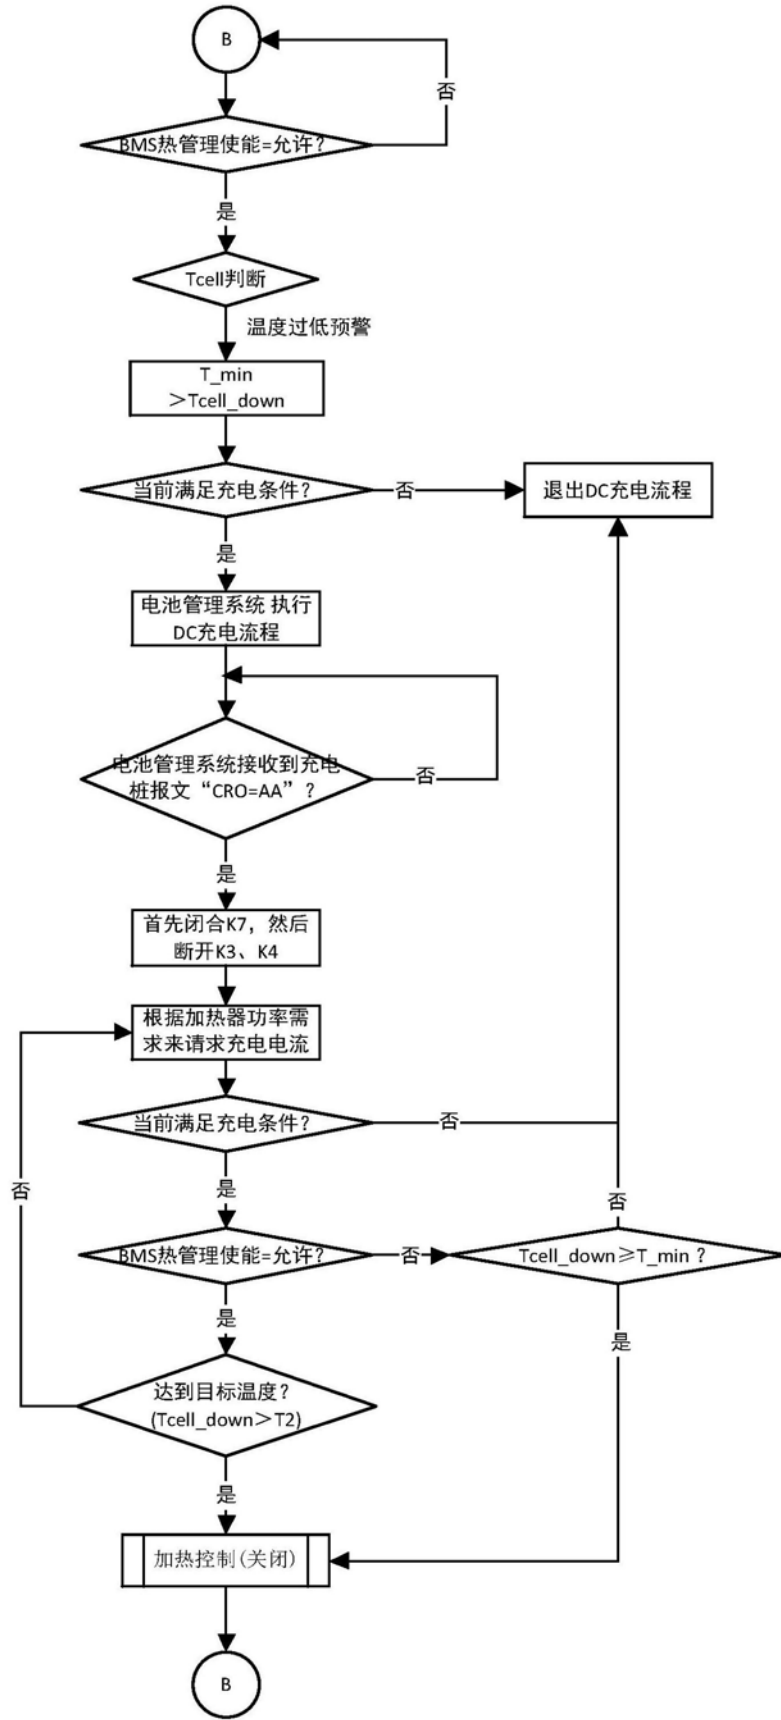 B
否
BMS热管理使能=允许？
是
Tcell判断
温度过低预警
T_min
＞Tcell_down
当前满足充电条件？
否
退出DC充电流程
是
电池管理系统 执行
DC充电流程
电池管理系统接收到充电
桩报文“CRO=AA”？
否
是
首先闭合K7，然后
断开K3、K4
根据加热器功率需
求来请求充电电流
当前满足充电条件？
否
否
是
否
BMS热管理使能=允许？
否
Tcell_down≥T_min？
是
是
达到目标温度？
(Tcell_down＞T2)
是
加热控制(关闭)
B